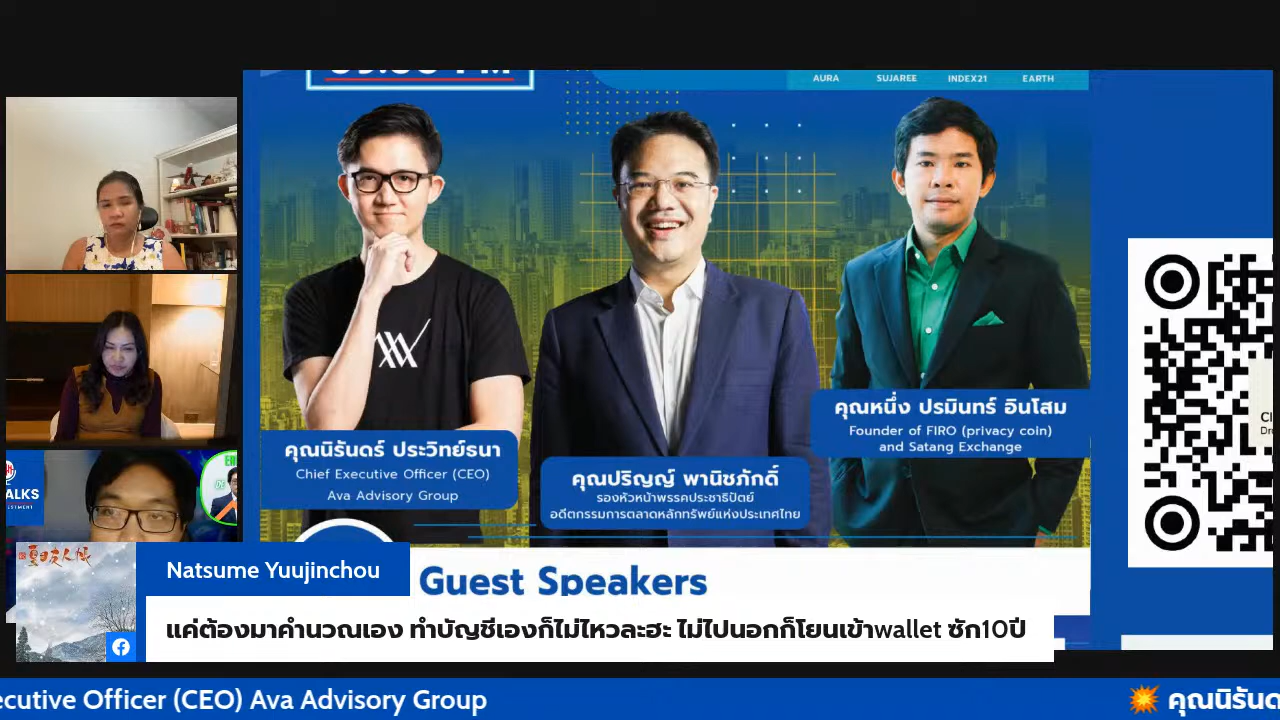 AURA SUJAREE INDEX21 EARTH
คุณนิรันดร์ ประวิทย์ธนา
Chief Executive Officer (CEO)
Ava Advisory Group
คุณปริญญ์ พานิชภักดิ์
รองหัวหน้าพรรคประชาธิปัตย์
อดีตกรรมการตลาดหลักทรัพย์แห่งประเทศไทย
คุณหนึ่ง ปรมินทร์ อินโสม
Founder of FIRO (privacy coin)
and Satang Exchange
Guest Speakers
Natsume Yuujinchou
แค่ต้องมาคำนวณเอง ทำบัญชีเองก็ไม่ไหวละฮะ ไม่ไปนอกก็โยนเข้าwallet ซัก10ปี
Officer (CEO) Ava Advisory Group